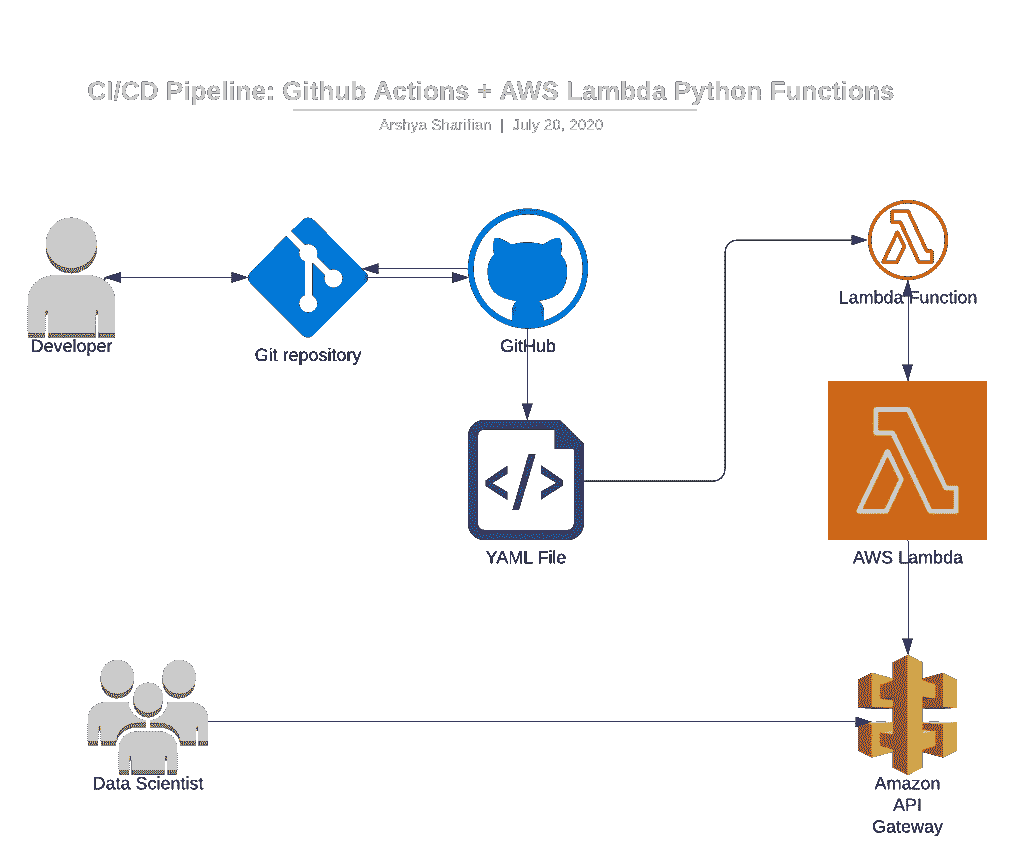 CI/CD Pipeline: Github Actions + AWS Lambda Python Functions
Arshya Sharifian | July 20, 2020
Lambda Function
Developer
Git repository
GitHub
</>
YAML File
AWS Lambda
Data Scientist
Amazon
API
Gateway